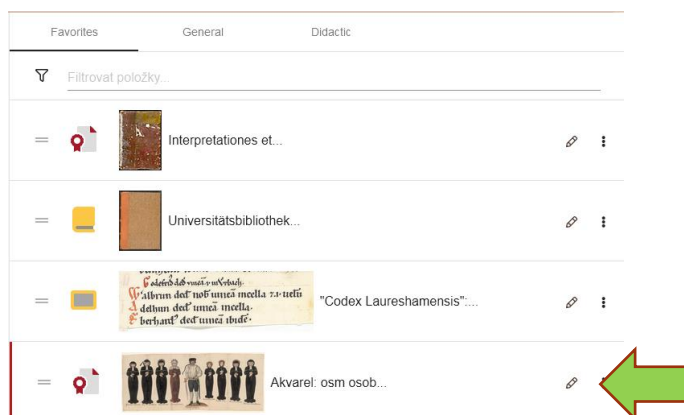 Favorites General Didactic
Filtrovat položky...
Interpretationes et...
Universitätsbibliothek...
"Codex Laureshamensis":...
Akvarel: osm osob...